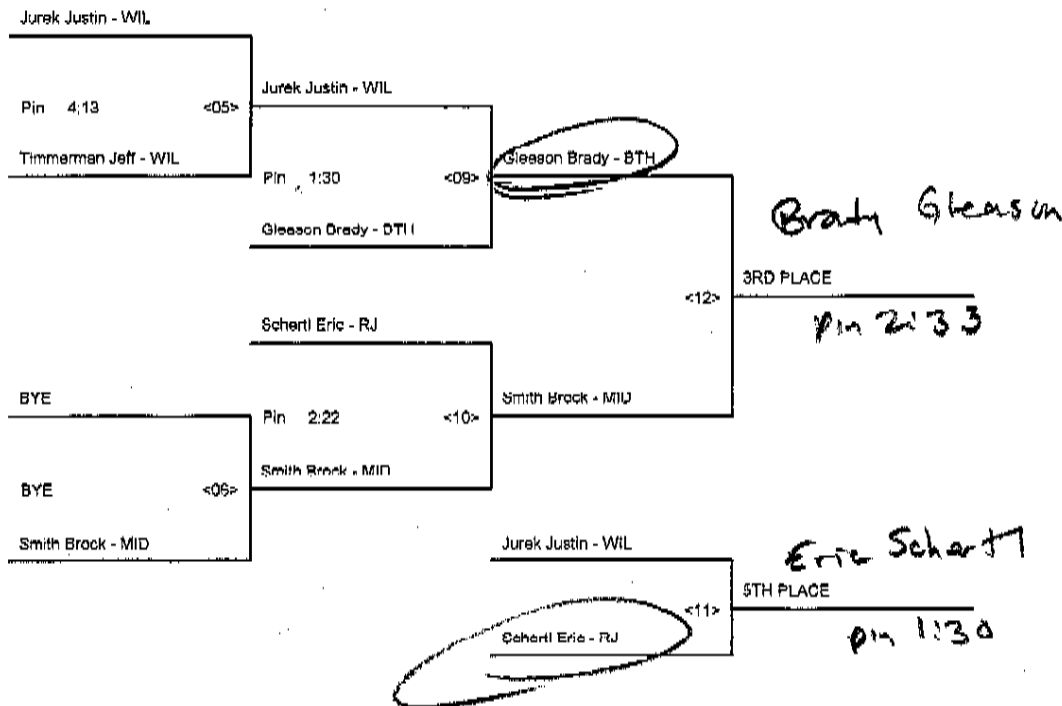 Jurek Justin - WIL
Pin 4:13 <05>
Jurek Justin - WIL
Timmerman Jeff - WIL
Pin 1:30 <09>
Gleason Brady - BTH
Gleason Brady - BTH
Brady Gleason
<12> 3RD PLACE
pin 2:33
Schertl Eric - RJ
BYE
Pin 2:22 <10>
Smith Brock - MID
Smith Brock - MID
BYE <06>
Smith Brock - MID
Jurek Justin - WIL
Eric Schertl
<11> 5TH PLACE
Schertl Eric - RJ
pin 1:30